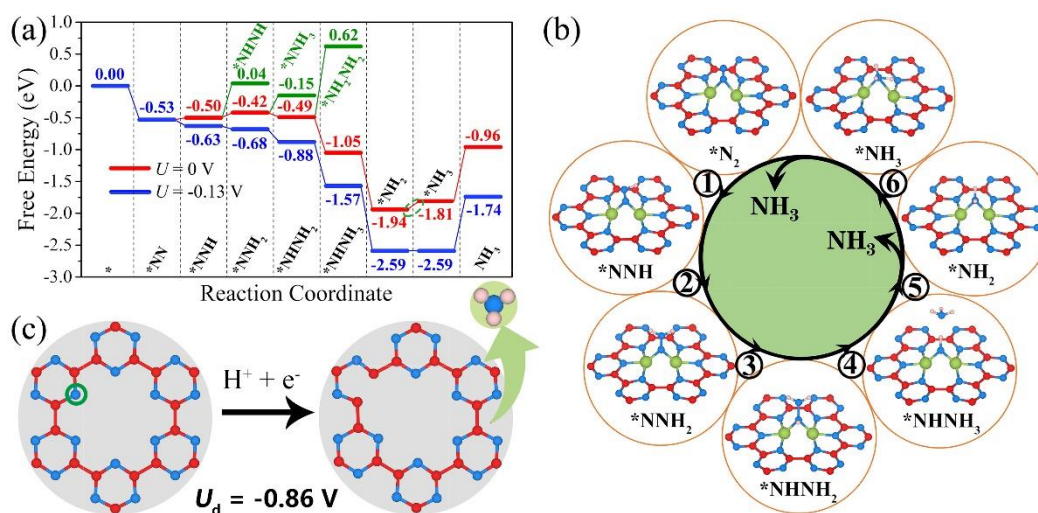 (a)
Free Energy (eV)
0.5
0.0
-0.5
-1.0
-1.5
-2.0
-2.5
-3.0
0.00
-0.53
-0.50
-0.63
*NHNH
0.04
-0.42
-0.68
*NNH3
-0.15
-0.49
-0.88
0.62
*NH2NH2
-1.05
-1.57
*NH2
-1.94
-2.59
*NH3
-1.81
-2.59
-0.96
-1.74
U = 0 V
U = -0.13 V
*
*NN
*NNH
*NNH2
*NHNH2
*NHNH3
NH3
Reaction Coordinate
(b)
*N2
*NH3
*NNH
*NH2
*NNH2
*NHNH3
*NHNH2
1
2
3
4
5
6
NH3
NH3
(c)
H+ + e-
Ud = -0.86 V